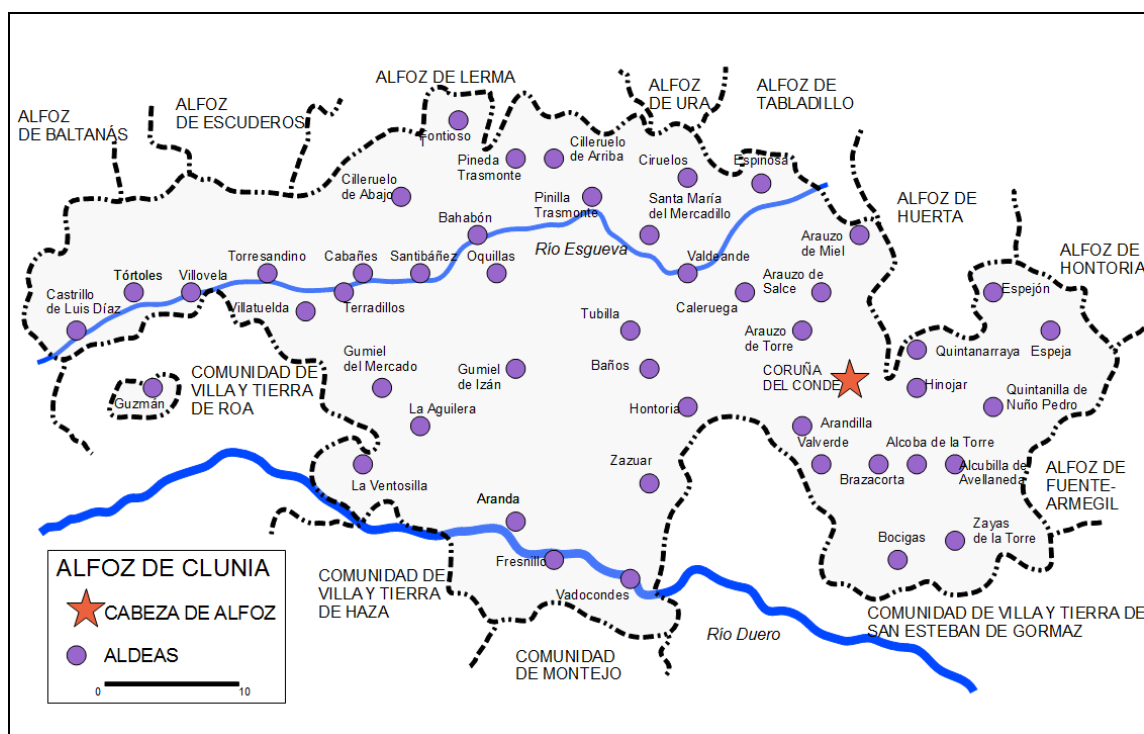 ALFOZ DE LERMA
ALFOZ
DE URA
ALFOZ DE
TABLADILLO
ALFOZ
DE ESCUDEROS
ALFOZ
DE BALTANÁS
Fontioso
Pineda
Trasmonte
Cilleruelo
de Arriba
Ciruelos
Espinosa
Cilleruelo
de Abajo
Pinilla
Trasmonte
Santa María
del Mercadillo
ALFOZ DE
HUERTA
Bahabón
Río Esgueva
Arauzo
de Miel
ALFOZ DE
HONTORIA
Torresandino
Cabañes
Santibáñez
Oquillas
Valdeande
Tórtoles
Villovela
Castrillo
de Luis Díaz
Villatuelda
Terradillos
Caleruega
Arauzo de
Salce
Espejón
Tubilla
Arauzo
de Torre
Quintanarraya
Espeja
COMUNIDAD DE
VILLA Y TIERRA
DE ROA
Gumiel
del Mercado
Gumiel
de Izán
Baños
CORUÑA
DEL CONDE
Hinojar
Quintanilla de
Nuño Pedro
Guzmán
La Aguilera
Hontoria
Arandilla
Valverde
Alcoba de la Torre
Brazacorta
Alcubilla de
Avellaneda
ALFOZ DE
FUENTE-
ARMEGIL
La Ventosilla
Zazuar
Aranda
Bocigas
Zayas
de la Torre
Fresnillo
Vadocondes
COMUNIDAD DE
VILLA Y TIERRA
DE HAZA
COMUNIDAD DE VILLA Y TIERRA DE
SAN ESTEBAN DE GORMAZ
Río Duero
COMUNIDAD
DE MONTEJO
ALFOZ DE CLUNIA
CABEZA DE ALFOZ
ALDEAS
0 10